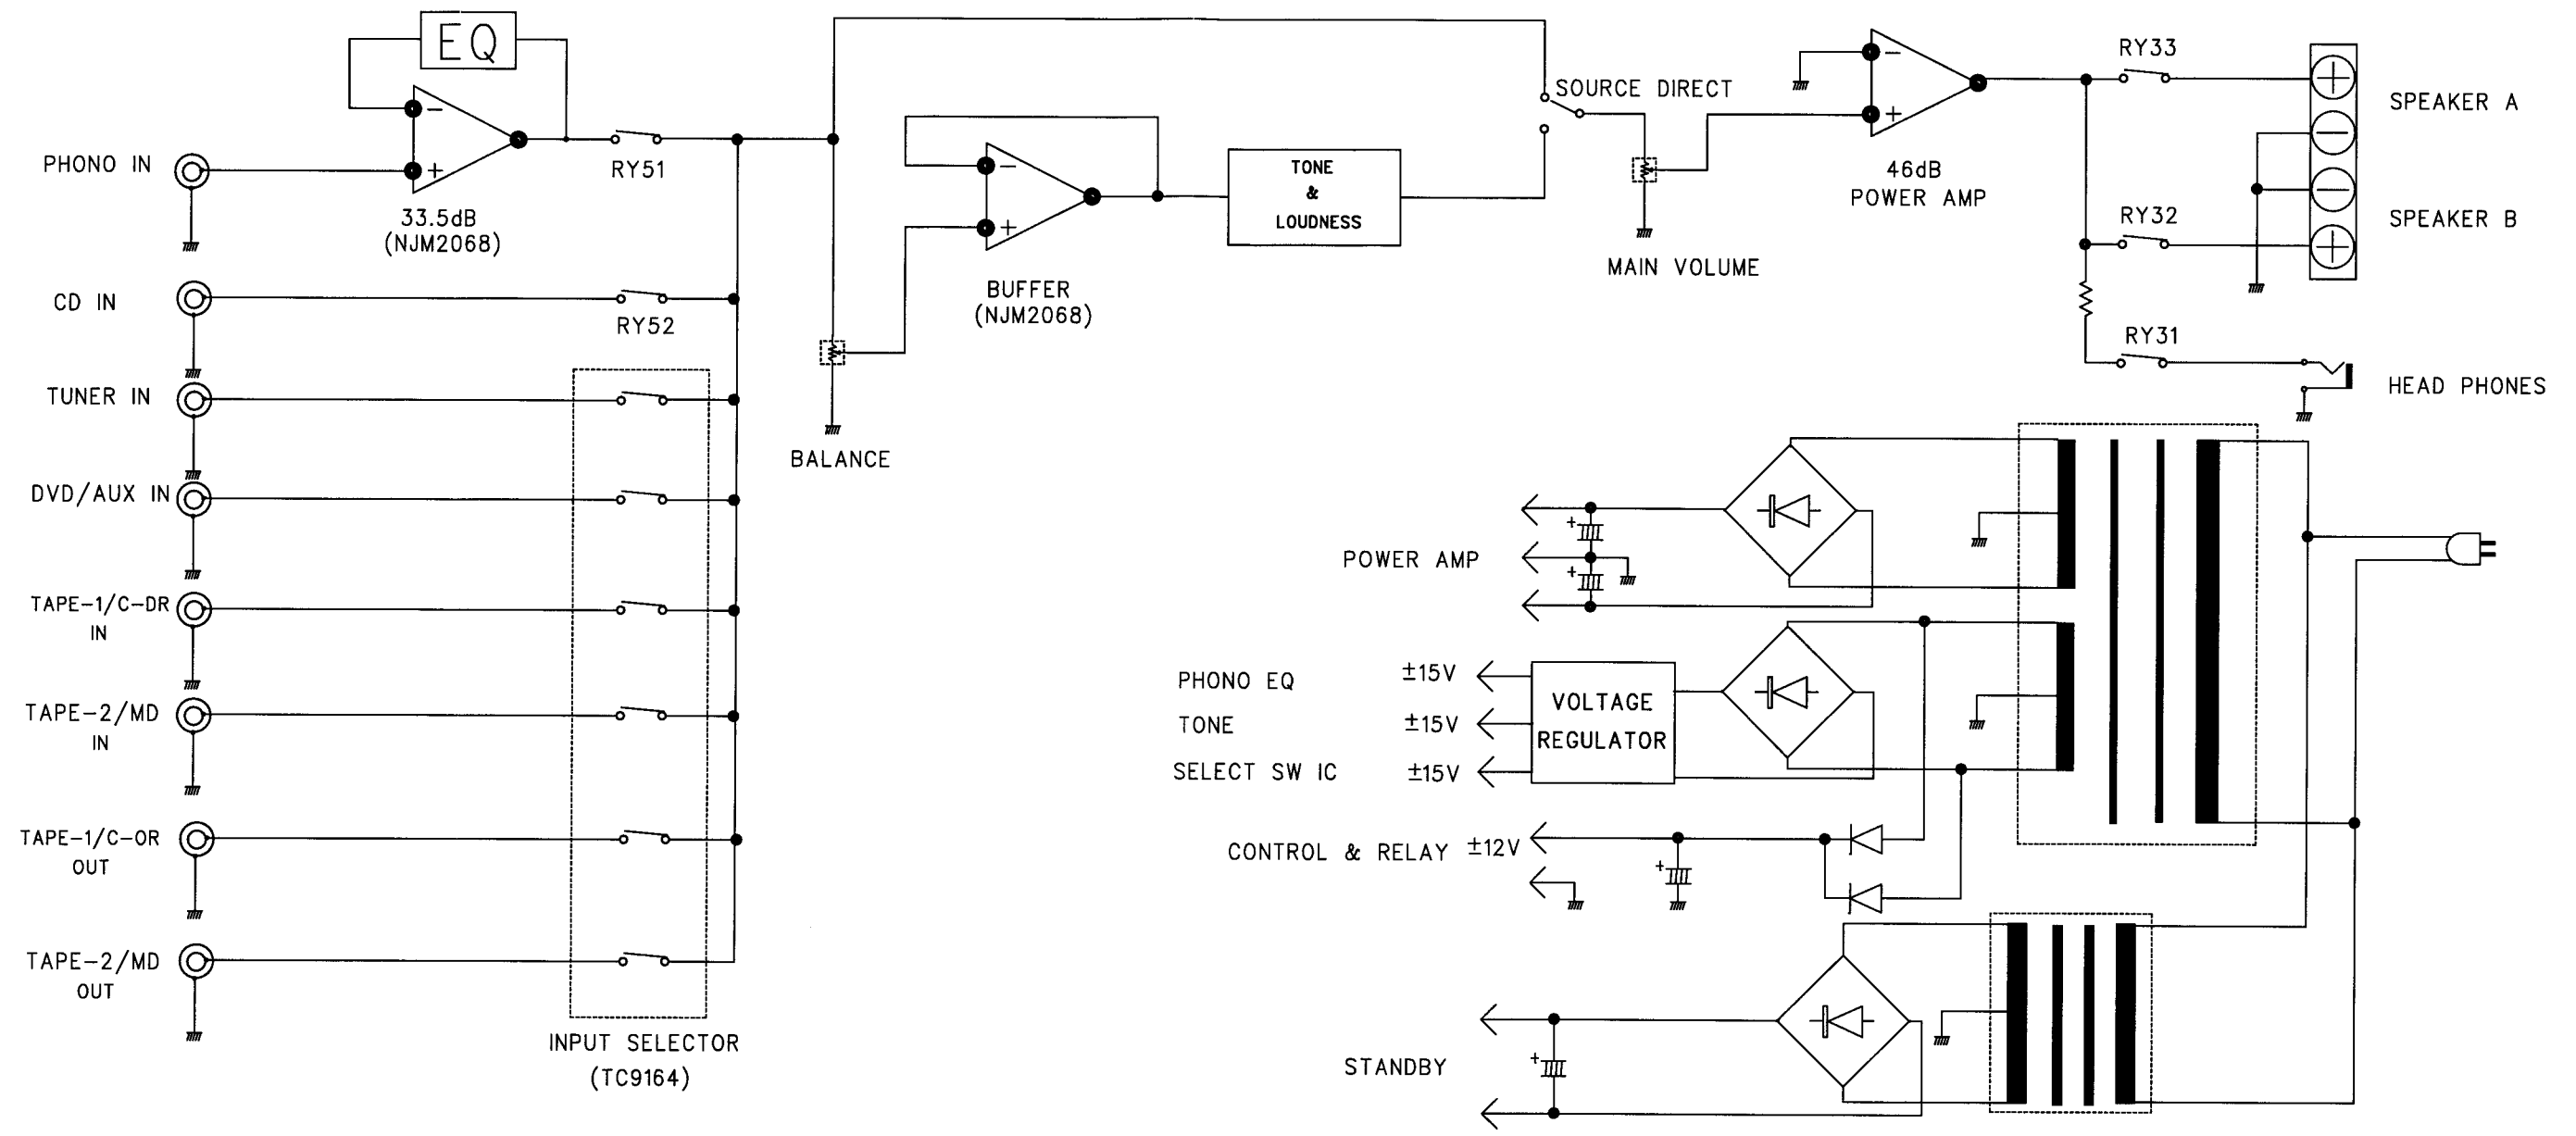 EQ
PHONO IN
33.5dB
(NJM2068)
RY51
CD IN
RY52
TUNER IN
DVD/AUX IN
TAPE-1/C-DR
IN
TAPE-2/MD
IN
TAPE-1/C-OR
OUT
TAPE-2/MD
OUT
INPUT SELECTOR
(TC9164)
BALANCE
BUFFER
(NJM2068)
TONE
&
LOUDNESS
SOURCE DIRECT
MAIN VOLUME
46dB
POWER AMP
RY33
RY32
RY31
SPEAKER A
SPEAKER B
HEAD PHONES
POWER AMP
PHONO EQ ±15V
TONE ±15V
SELECT SW IC ±15V
VOLTAGE
REGULATOR
CONTROL & RELAY ±12V
STANDBY